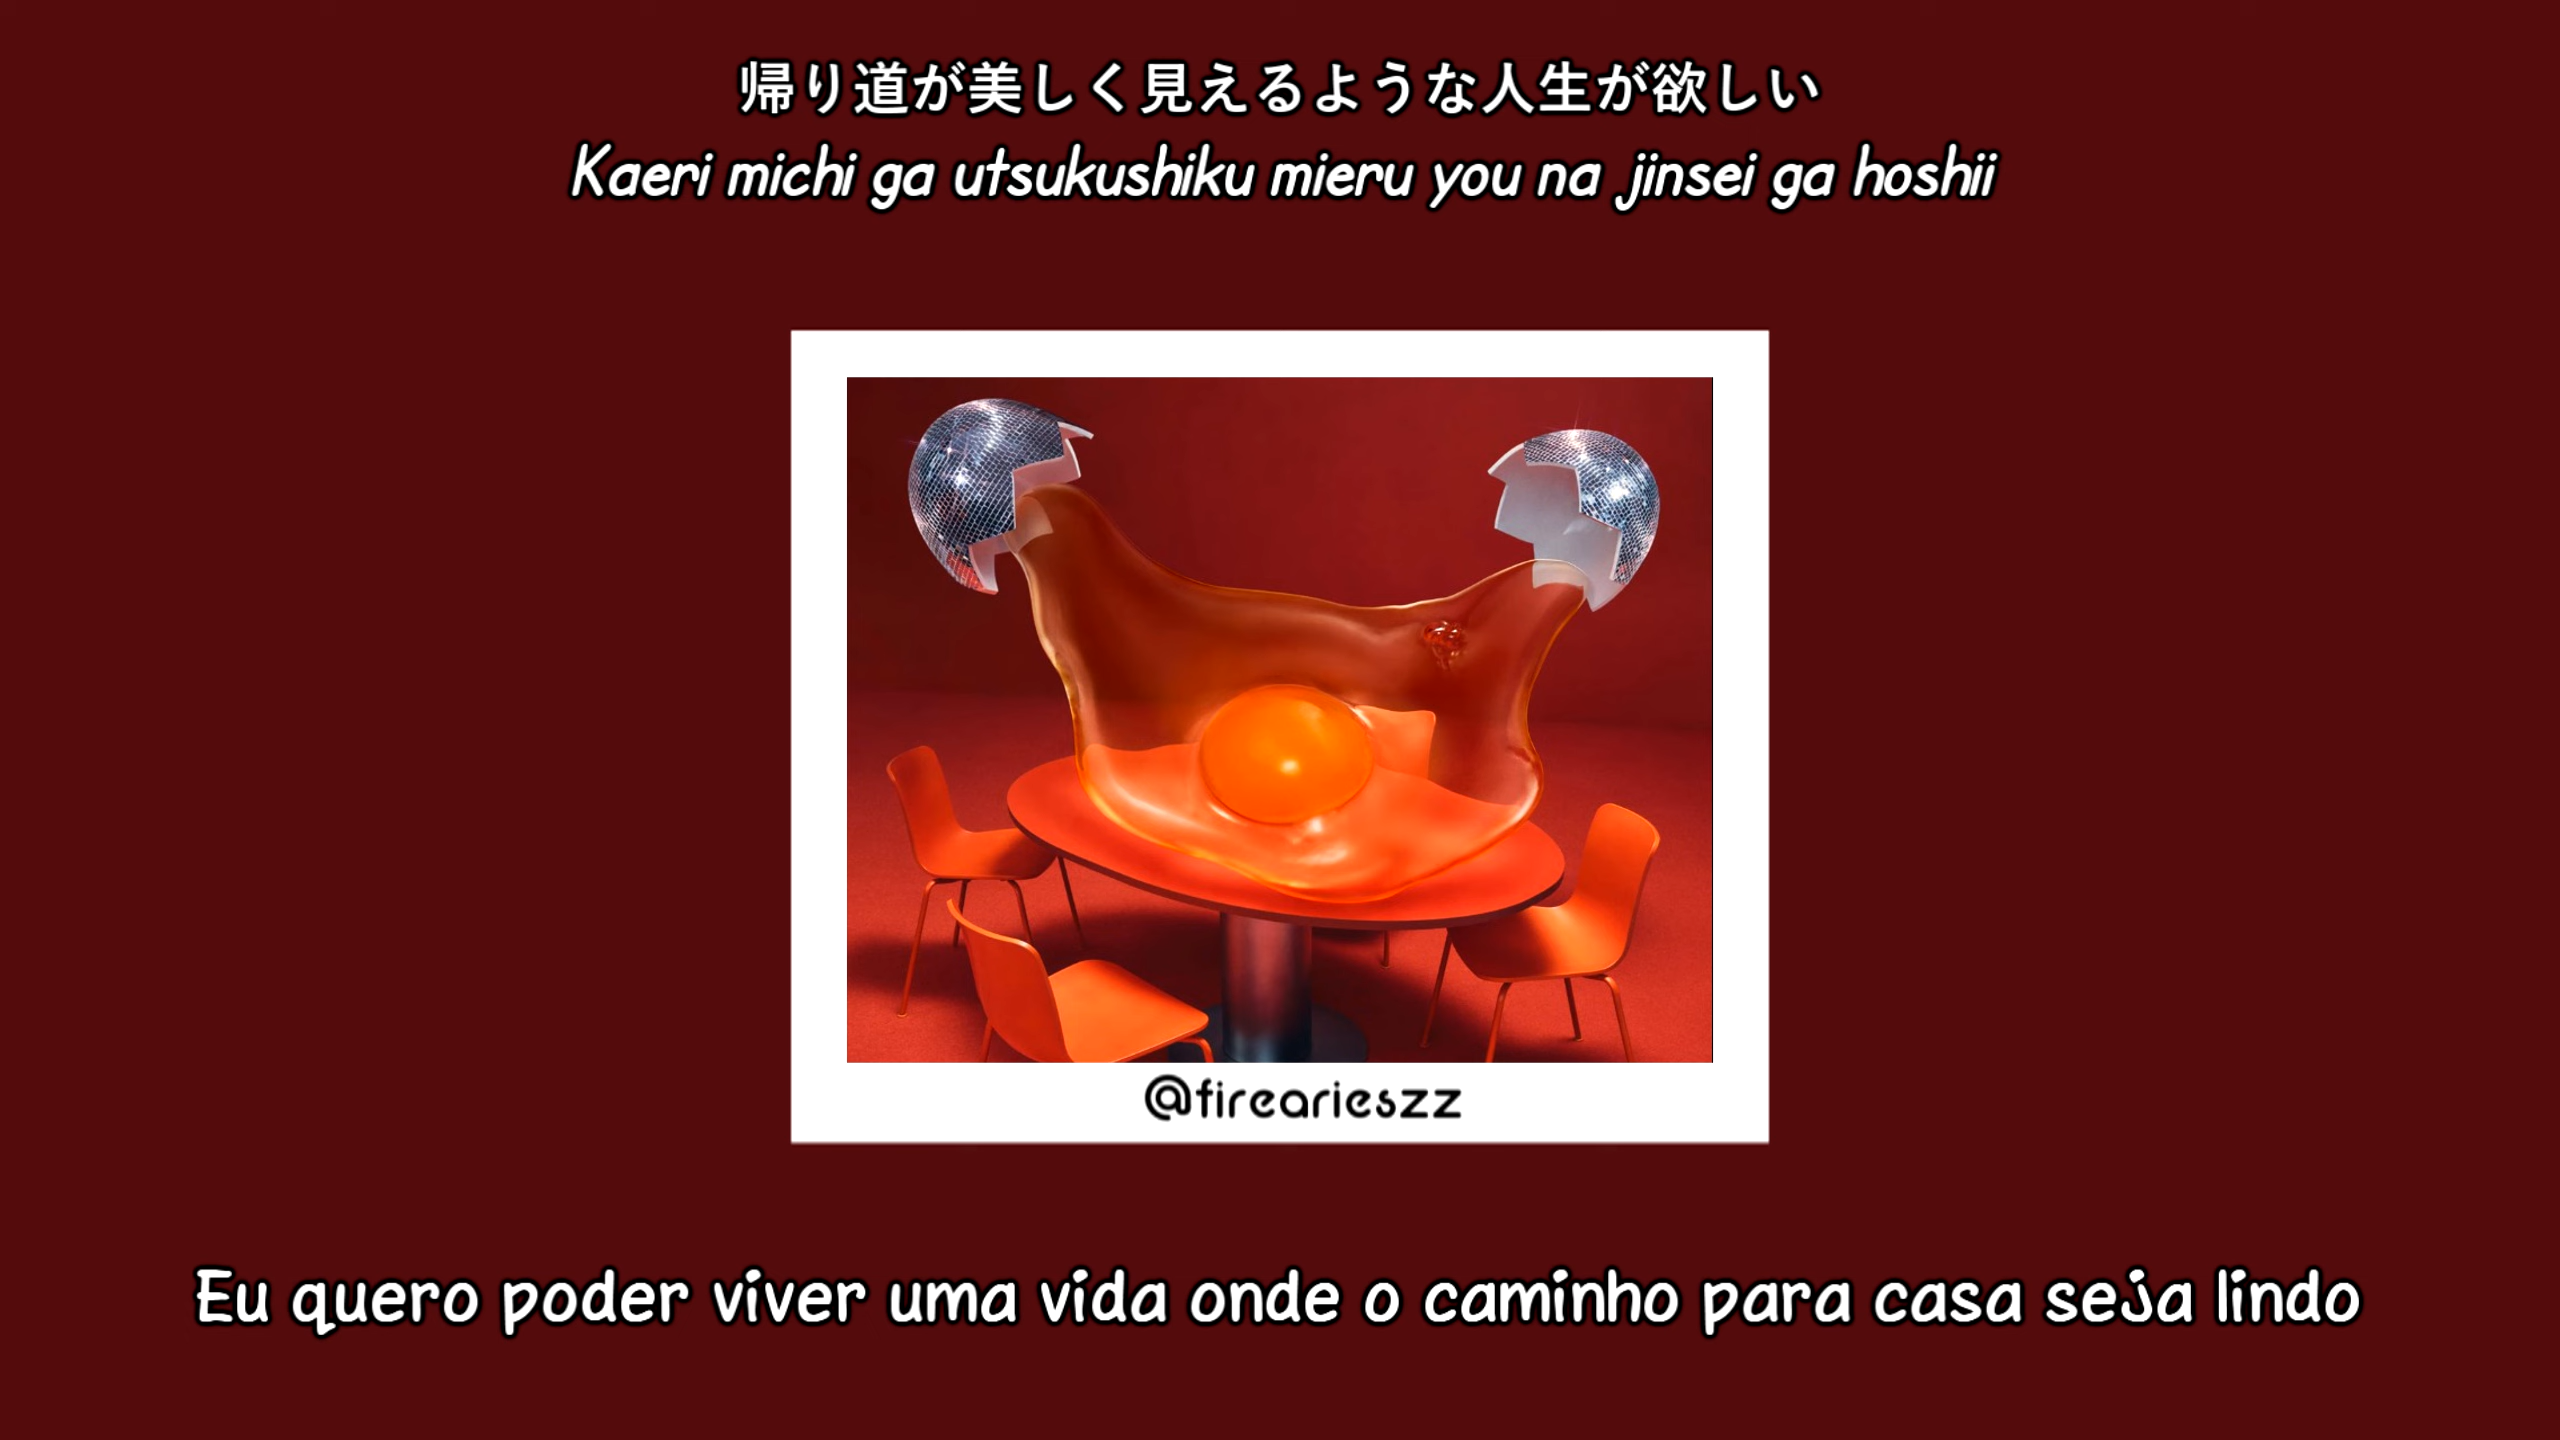 帰り道が美しく見えるような人生が欲しい
Kaeri michi ga utsukushiku mieru you na jinsei ga hoshii
@fireorieszz
Eu quero poder viver uma vida onde o caminho para casa seja lindo